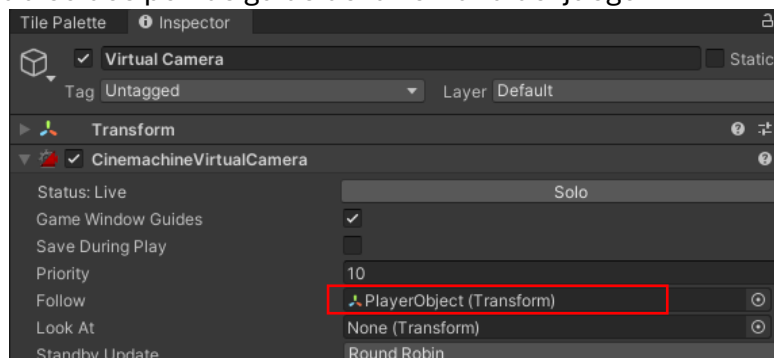 Tile Palette Inspector
Virtual Camera Static
Tag Untagged Layer Default
Transform
CinemachineVirtualCamera
Status: Live Solo
Game Window Guides
Save During Play
Priority 10
Follow PlayerObject (Transform)
Look At None (Transform)
Standby Update Round Robin